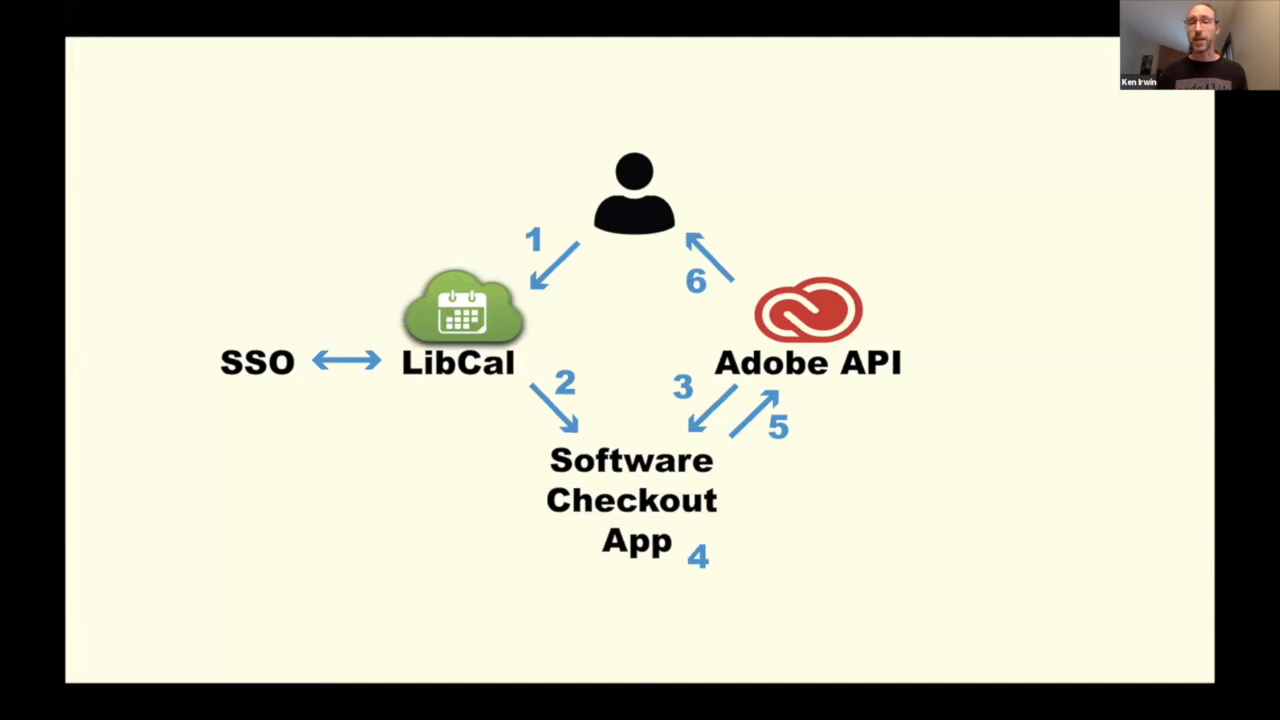 Ken Irwin
1
6
SSO
LibCal
Adobe API
2
3
5
Software
Checkout
App
4